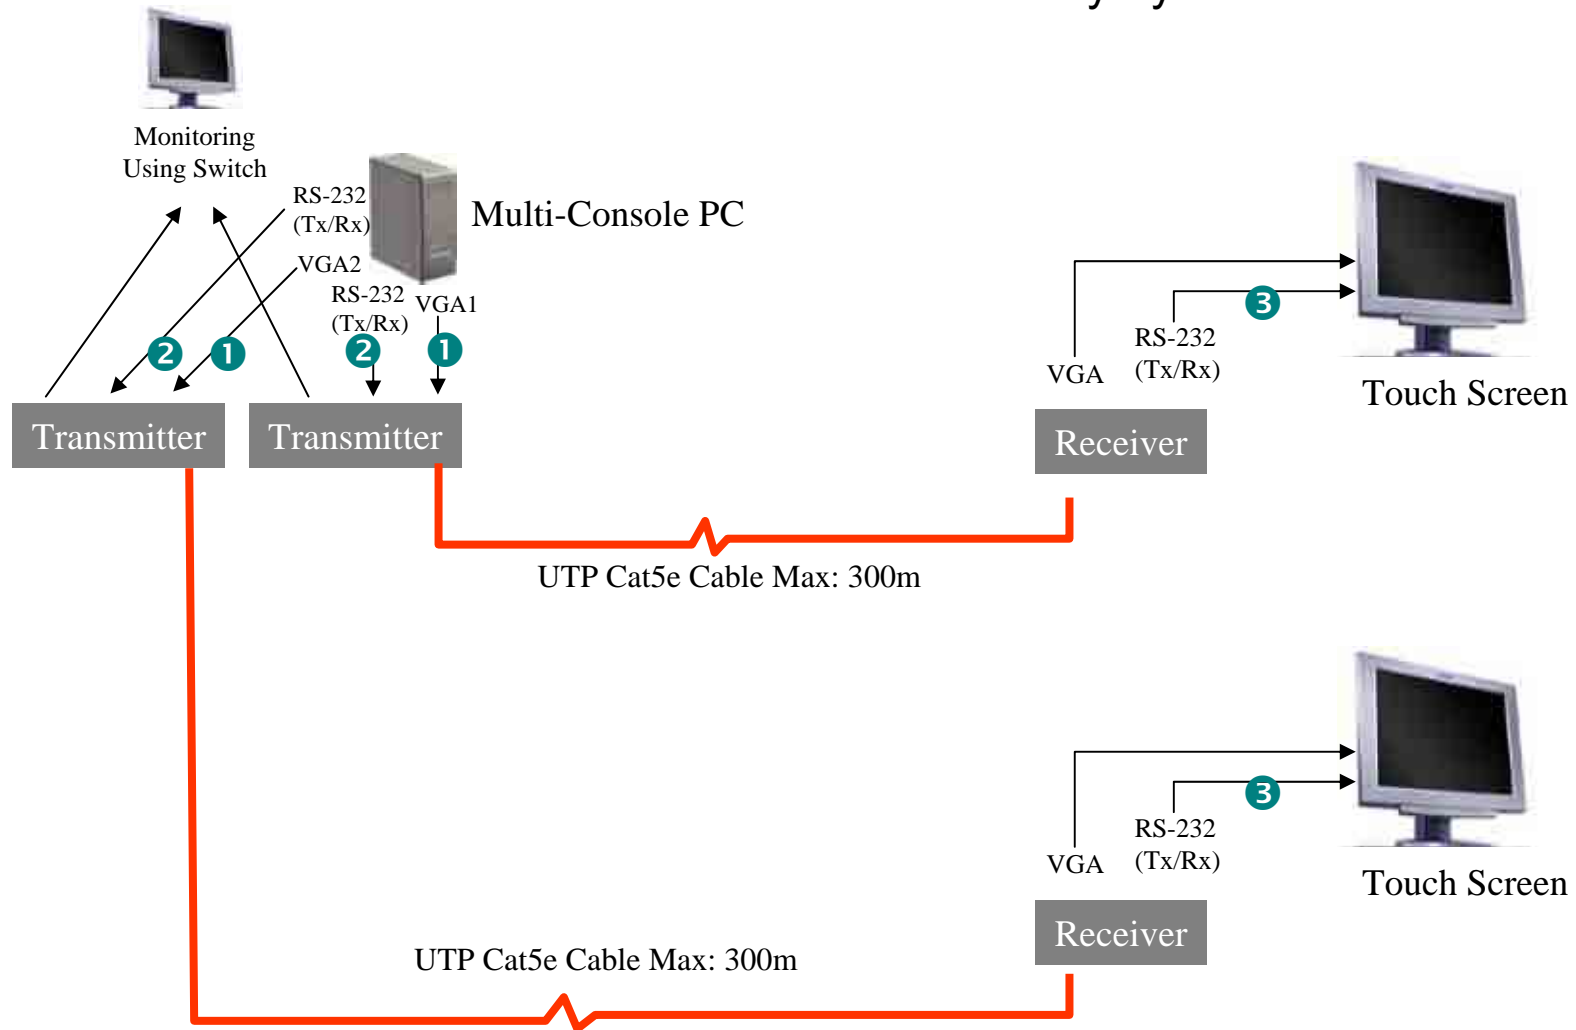 Monitoring
Using Switch
RS-232
(Tx/Rx)
Multi-Console PC
VGA2
RS-232
(Tx/Rx)
VGA1
2
1
2
1
Transmitter
Transmitter
3
RS-232
(Tx/Rx)
VGA
Touch Screen
Receiver
UTP Cat5e Cable Max: 300m
3
RS-232
(Tx/Rx)
VGA
Touch Screen
Receiver
UTP Cat5e Cable Max: 300m